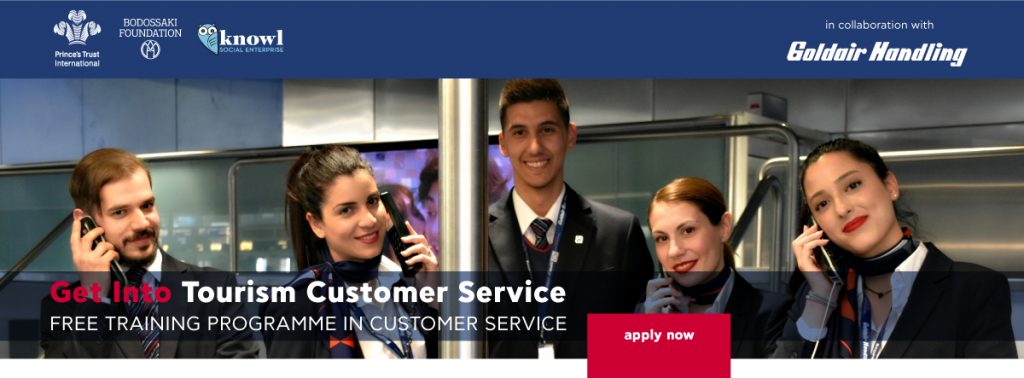 Prince's Trust
International
BODOSSAKI
FOUNDATION
knowl
SOCIAL ENTERPRISE
in collaboration with
Goldair Handling
Get Into Tourism Customer Service
FREE TRAINING PROGRAMME IN CUSTOMER SERVICE
apply now